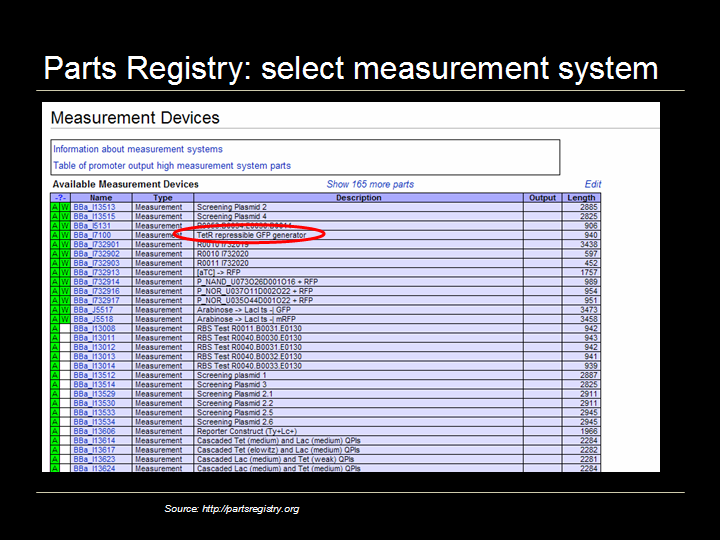 Parts Registry: select measurement system
Measurement Devices
Information about measurement systems
Table of promoter output high measurement system parts
Available Measurement Devices Show 165 more parts Edit
-?- Name Type Description Output Length
A W BBa_I13513 Measurement Screening Plasmid 2 2885
A W BBa_I13515 Measurement Screening Plasmid 4 2825
A W BBa_I5131 Measurement 906
A W BBa_I7100 Measurement TetR repressible GFP generator 940
A W BBa_I732901 Measurement R0010 I732019 3438
A W BBa_I732902 Measurement R0010 I732020 597
A W BBa_I732903 Measurement R0011 I732020 452
A W BBa_I732913 Measurement [aTC] -> RFP 1757
A W BBa_I732914 Measurement P_NAND_U073O26D001O16 + RFP 989
A W BBa_I732916 Measurement P_NOR_U037O11D002O22 + RFP 954
A W BBa_I732917 Measurement P_NOR_U035O44D001O22 + RFP 951
A W BBa_J5517 Measurement Arabinose -> LacI ts -| GFP 3473
A W BBa_J5518 Measurement Arabinose -> LacI ts -| mRFP 3458
A BBa_I13008 Measurement RBS Test R0011.B0031.E0130 942
A BBa_I13011 Measurement RBS Test R0040.B0030.E0130 943
A BBa_I13012 Measurement RBS Test R0040.B0031.E0130 942
A BBa_I13013 Measurement RBS Test R0040.B0032.E0130 941
A BBa_I13014 Measurement RBS Test R0040.B0033.E0130 939
A BBa_I13512 Measurement Screening plasmid 1 2887
A BBa_I13514 Measurement Screening Plasmid 3 2825
A BBa_I13529 Measurement Screening Plasmid 2.1 2911
A BBa_I13530 Measurement Screening Plasmid 2.2 2911
A BBa_I13533 Measurement Screening Plasmid 2.5 2945
A BBa_I13534 Measurement Screening Plasmid 2.6 2945
A BBa_I13606 Measurement Reporter Construct (Ty+Lc+) 1966
A BBa_I13614 Measurement Cascaded Tet (medium) and Lac (medium) QPIs 2284
A BBa_I13617 Measurement Cascaded Tet (elowitz) and Lac (medium) QPIs 2282
A BBa_I13623 Measurement Cascaded Lac (medium) and Tet (weak) QPIs 2281
A BBa_I13624 Measurement Cascaded Lac (medium) and Tet (medium) QPIs 2284
Source: http://partsregistry.org